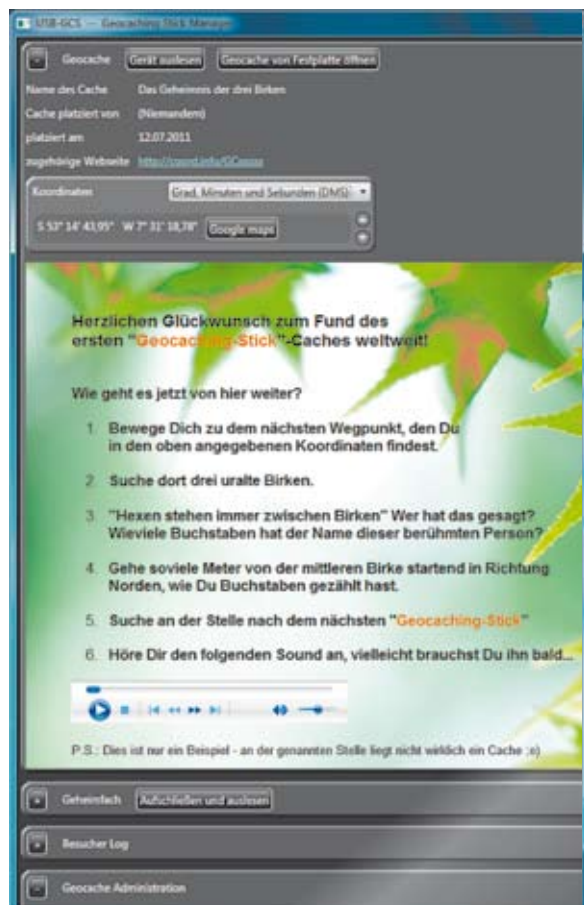 USB-GCS — Geocaching Stick Manager
Geocache Gerät auslesen Geocache von Festplatte öffnen
Name des Cache Das Geheimnis der drei Birken
Cache platziert von (Niemandem)
platziert am 12.07.2011
zugehörige Webseite
Koordinaten Grad, Minuten und Sekunden (DMS)
S 53° 14' 43,95" W 7° 31' 18,78" Google maps
Herzlichen Glückwunsch zum Fund des
ersten "Geocaching-Stick"-Caches weltweit!
Wie geht es jetzt von hier weiter?
1. Bewege Dich zu dem nächsten Wegpunkt, den Du
in den oben angegebenen Koordinaten findest.
2. Suche dort drei uralte Birken.
3. "Hexen stehen immer zwischen Birken" Wer hat das gesagt?
Wieviele Buchstaben hat der Name dieser berühmten Person?
4. Gehe soviele Meter von der mittleren Birke startend in Richtung
Norden, wie Du Buchstaben gezählt hast.
5. Suche an der Stelle nach dem nächsten "Geocaching-Stick"
6. Höre Dir den folgenden Sound an, vielleicht brauchst Du ihn bald...
P.S.: Dies ist nur ein Beispiel - an der genannten Stelle liegt nicht wirklich ein Cache ;o)
Geheimfach Aufschließen und auslesen
Besucher Log
Geocache Administration